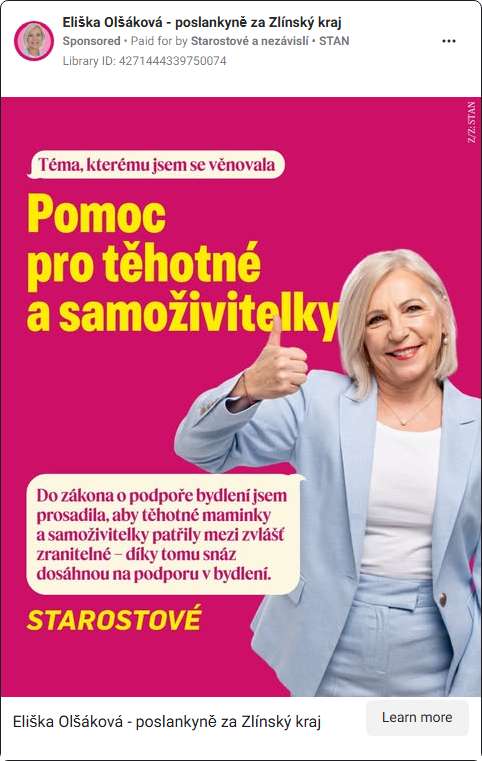 Eliška Olšáková - poslankyně za Zlínský kraj
Sponsored • Paid for by Starostové a nezávislí • STAN
Library ID: 4271444339750074
Z/Z: STAN
Téma, kterému jsem se věnovala
Pomoc
pro těhotné
a samoživitelky
Do zákona o podpoře bydlení jsem
prosadila, aby těhotné maminky
a samoživitelky patřily mezi zvlášť
zranitelné – díky tomu snáz
dosáhnou na podporu v bydlení.
STAROSTOVÉ
Eliška Olšáková - poslankyně za Zlínský kraj
Learn more